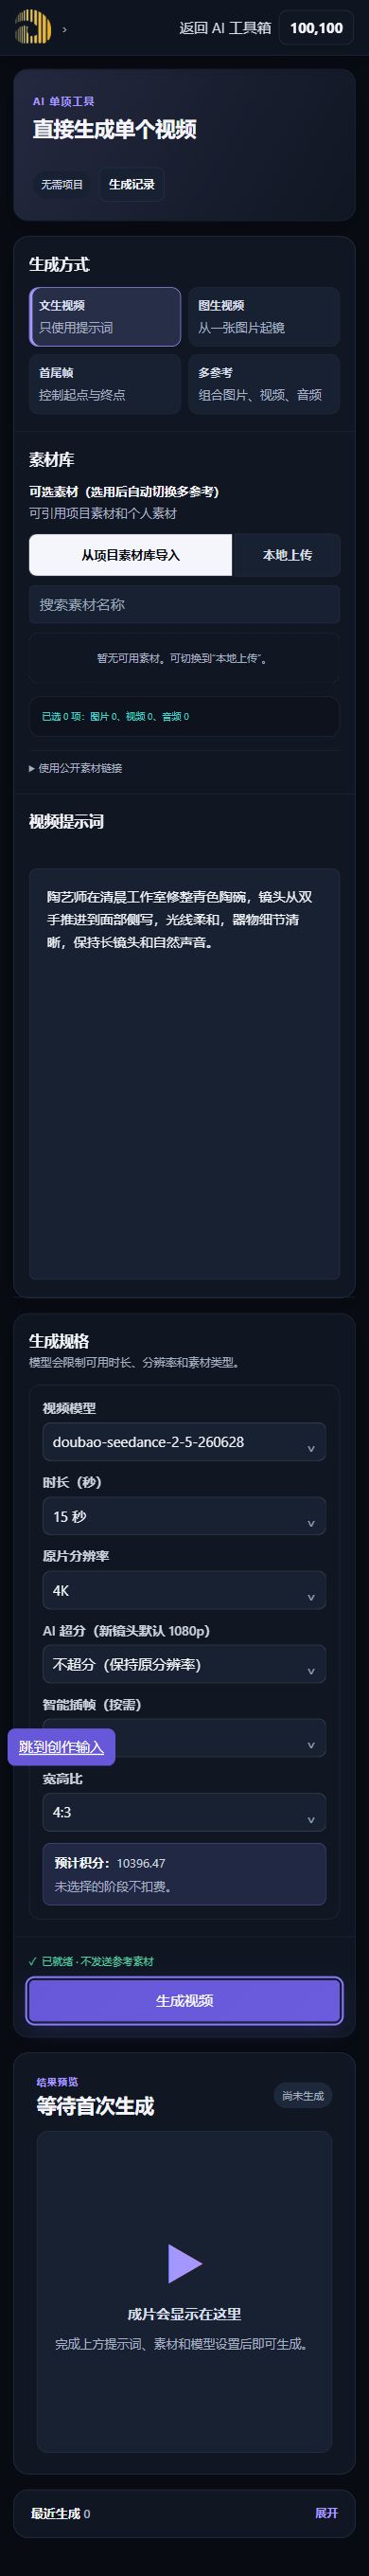 ›
返回 AI 工具箱
100,100
AI 单项工具
直接生成单个视频
无需项目
生成记录
生成方式
文生视频
只使用提示词
图生视频
从一张图片起镜
首尾帧
控制起点与终点
多参考
组合图片、视频、音频
素材库
可选素材（选用后自动切换多参考）
可引用项目素材和个人素材
从项目素材库导入
本地上传
搜索素材名称
暂无可用素材。可切换到“本地上传”。
已选 0 项：图片 0、视频 0、音频 0
▸ 使用公开素材链接
视频提示词
陶艺师在清晨工作室修整青色陶碗，镜头从双
手推进到面部侧写，光线柔和，器物细节清
晰，保持长镜头和自然声音。
生成规格
模型会限制可用时长、分辨率和素材类型。
视频模型
doubao-seedance-2-5-260628
时长（秒）
15 秒
原片分辨率
4K
AI 超分（新镜头默认 1080p）
不超分（保持原分辨率）
智能插帧（按需）
跳到创作输入
宽高比
4:3
预计积分：10396.47
未选择的阶段不扣费。
✓ 已就绪 · 不发送参考素材
生成视频
结果预览
等待首次生成
尚未生成
成片会显示在这里
完成上方提示词、素材和模型设置后即可生成。
最近生成 0
展开